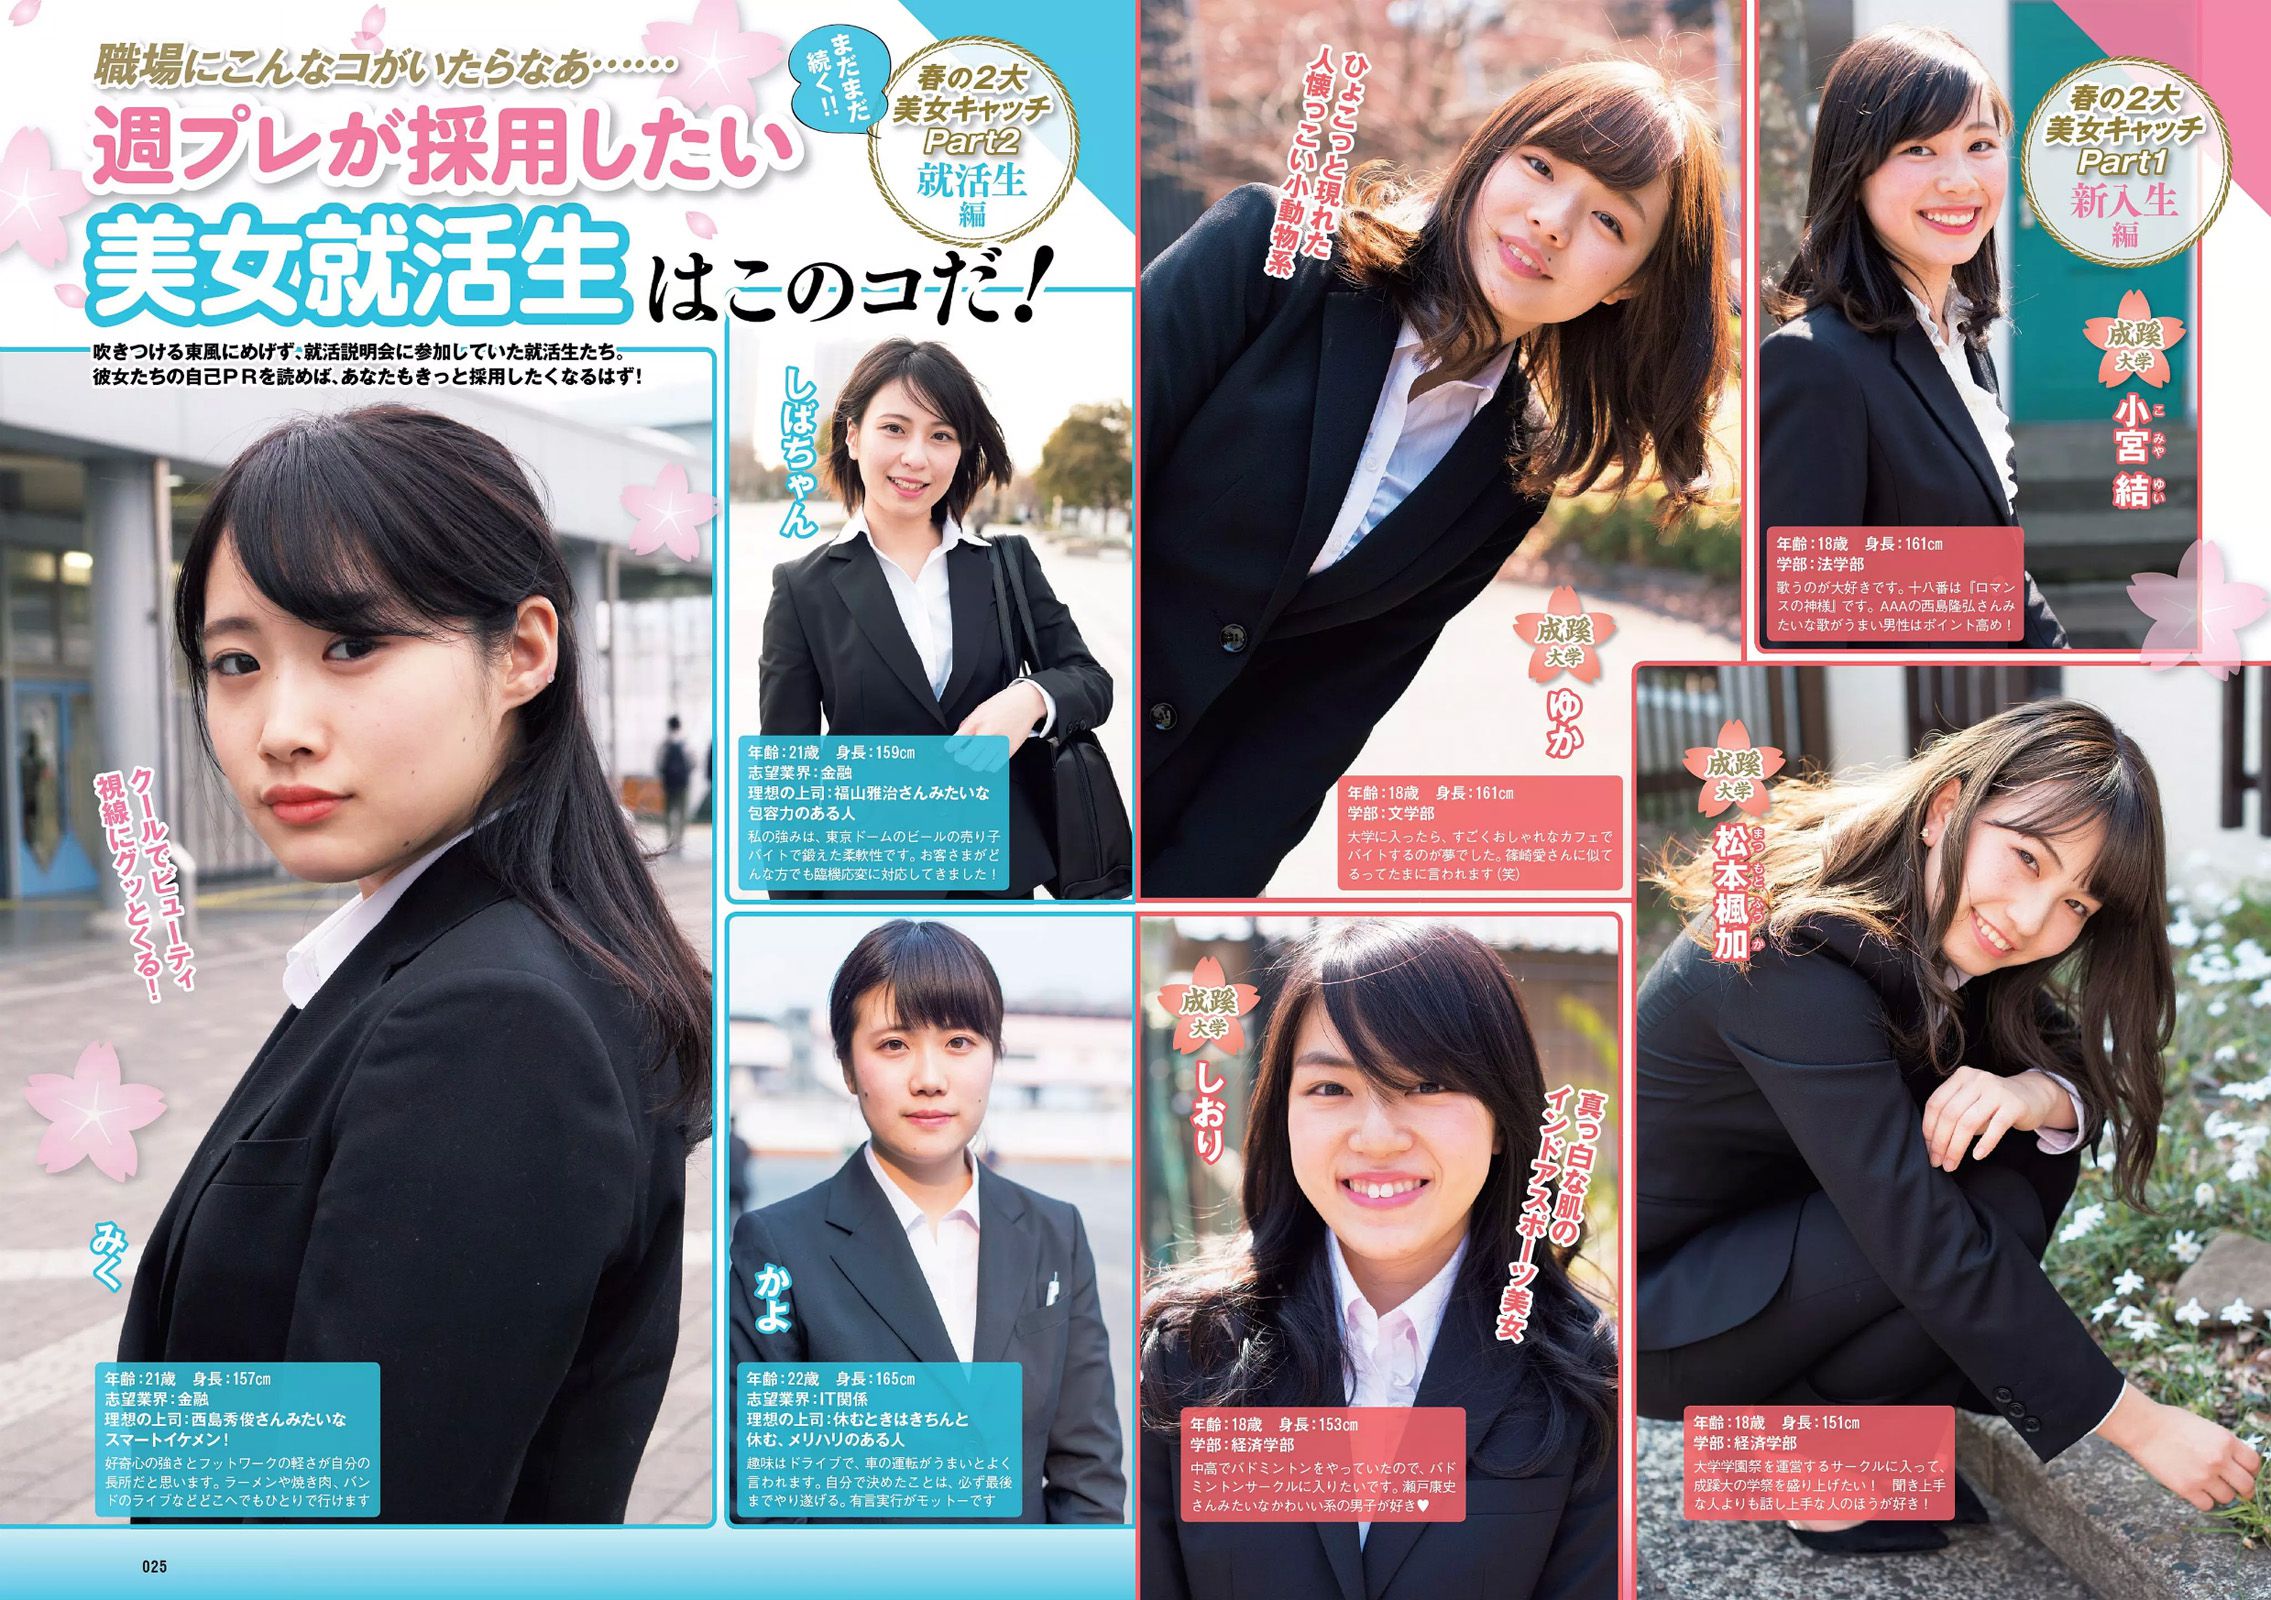 春の2大
美女キャッチ
Part1
新入生
編
成蹊
大学
小宮 結
こ みや ゆい
年齢:18歳 身長:161cm
学部:法学部
歌うのが大好きです。十八番は『ロマン
スの神様』です。AAAの西島隆弘さんみ
たいな歌がうまい男性はポイント高め!
ひょこっと現れた
人懐っこい小動物系
成蹊
大学
ゆか
年齢:18歳 身長:161cm
学部:文学部
大学に入ったら、すごくおしゃれなカフェで
バイトするのが夢でした。篠崎愛さんに似て
るってたまに言われます(笑)
成蹊
大学
松本楓加
まつ もと ふう か
年齢:18歳 身長:151cm
学部:経済学部
大学学園祭を運営するサークルに入って、
成蹊大の学祭を盛り上げたい! 聞き上手
な人よりも話し上手な人のほうが好き!
成蹊
大学
しおり
真っ白な肌の
インドアスポーツ美女
年齢:18歳 身長:153cm
学部:経済学部
中高でバドミントンをやっていたので、バド
ミントンサークルに入りたいです。瀬戸康史
さんみたいなかわいい系の男子が好き♥
まだまだ
続く!!
春の2大
美女キャッチ
Part2
就活生
編
職場にこんなコがいたらなあ……
週プレが採用したい
美女就活生はこのコだ!
吹きつける東風にめげず、就活説明会に参加していた就活生たち。
彼女たちの自己PRを読めば、あなたもきっと採用したくなるはず!
しばちゃん
年齢:21歳 身長:159cm
志望業界:金融
理想の上司:福山雅治さんみたいな
包容力のある人
私の強みは、東京ドームのビールの売り子
バイトで鍛えた柔軟性です。お客さまがど
んな方でも臨機応変に対応してきました!
クールでビューティ
視線にグッとくる!
みく
年齢:21歳 身長:157cm
志望業界:金融
理想の上司:西島秀俊さんみたいな
スマートイケメン!
好奇心の強さとフットワークの軽さが自分の
長所だと思います。ラーメンや焼き肉、バン
ドのライブなどどこへでもひとりで行けます
かよ
年齢:22歳 身長:165cm
志望業界:IT関係
理想の上司:休むときはきちんと
休む、メリハリのある人
趣味はドライブで、車の運転がうまいとよく
言われます。自分で決めたことは、必ず最後
までやり遂げる。有言実行がモットーです
025